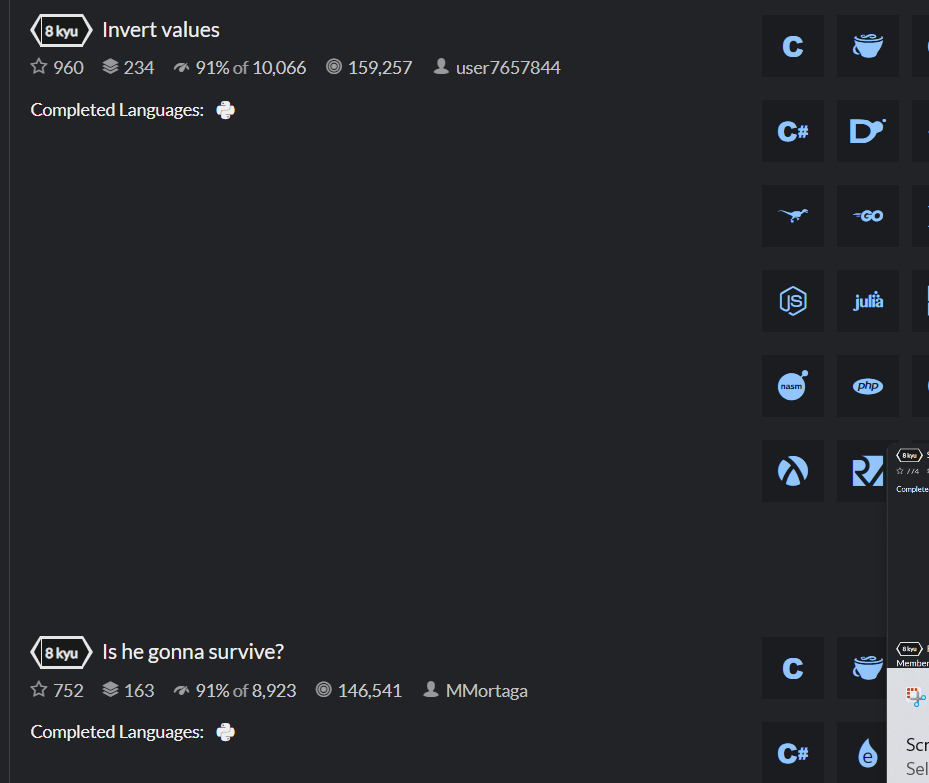 8 kyu Invert values
960 234 91% of 10,066 159,257 user7657844
Completed Languages:
C
C# D
GO
JS julia
nasm php
8 kyu
774
Complete
8 kyu Is he gonna survive?
752 163 91% of 8,923 146,541 MMortaga
Completed Languages:
C
C# e
8 kyu
Member
Scr
Sel